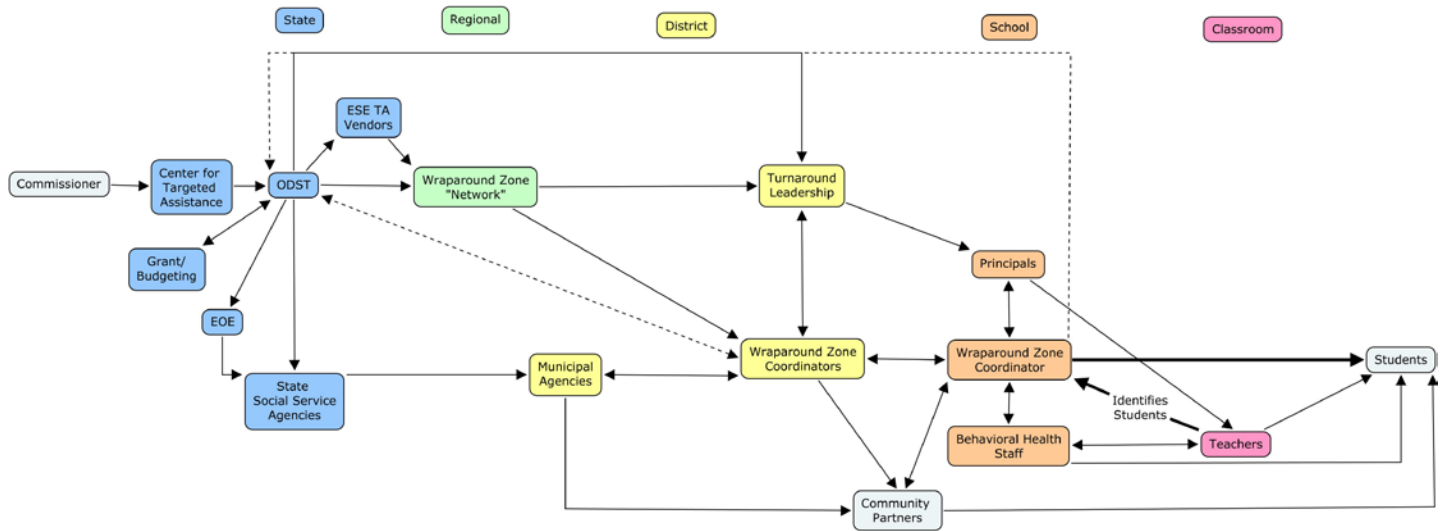 State
Regional
District
School
Classroom
ESE TA
Vendors
Commissioner
Center for
Targeted
Assistance
ODST
Wraparound Zone
"Network"
Turnaround
Leadership
Grant/
Budgeting
Principals
EOE
State
Social Service
Agencies
Municipal
Agencies
Wraparound Zone
Coordinators
Wraparound Zone
Coordinator
Students
Identifies
Students
Behavioral Health
Staff
Teachers
Community
Partners